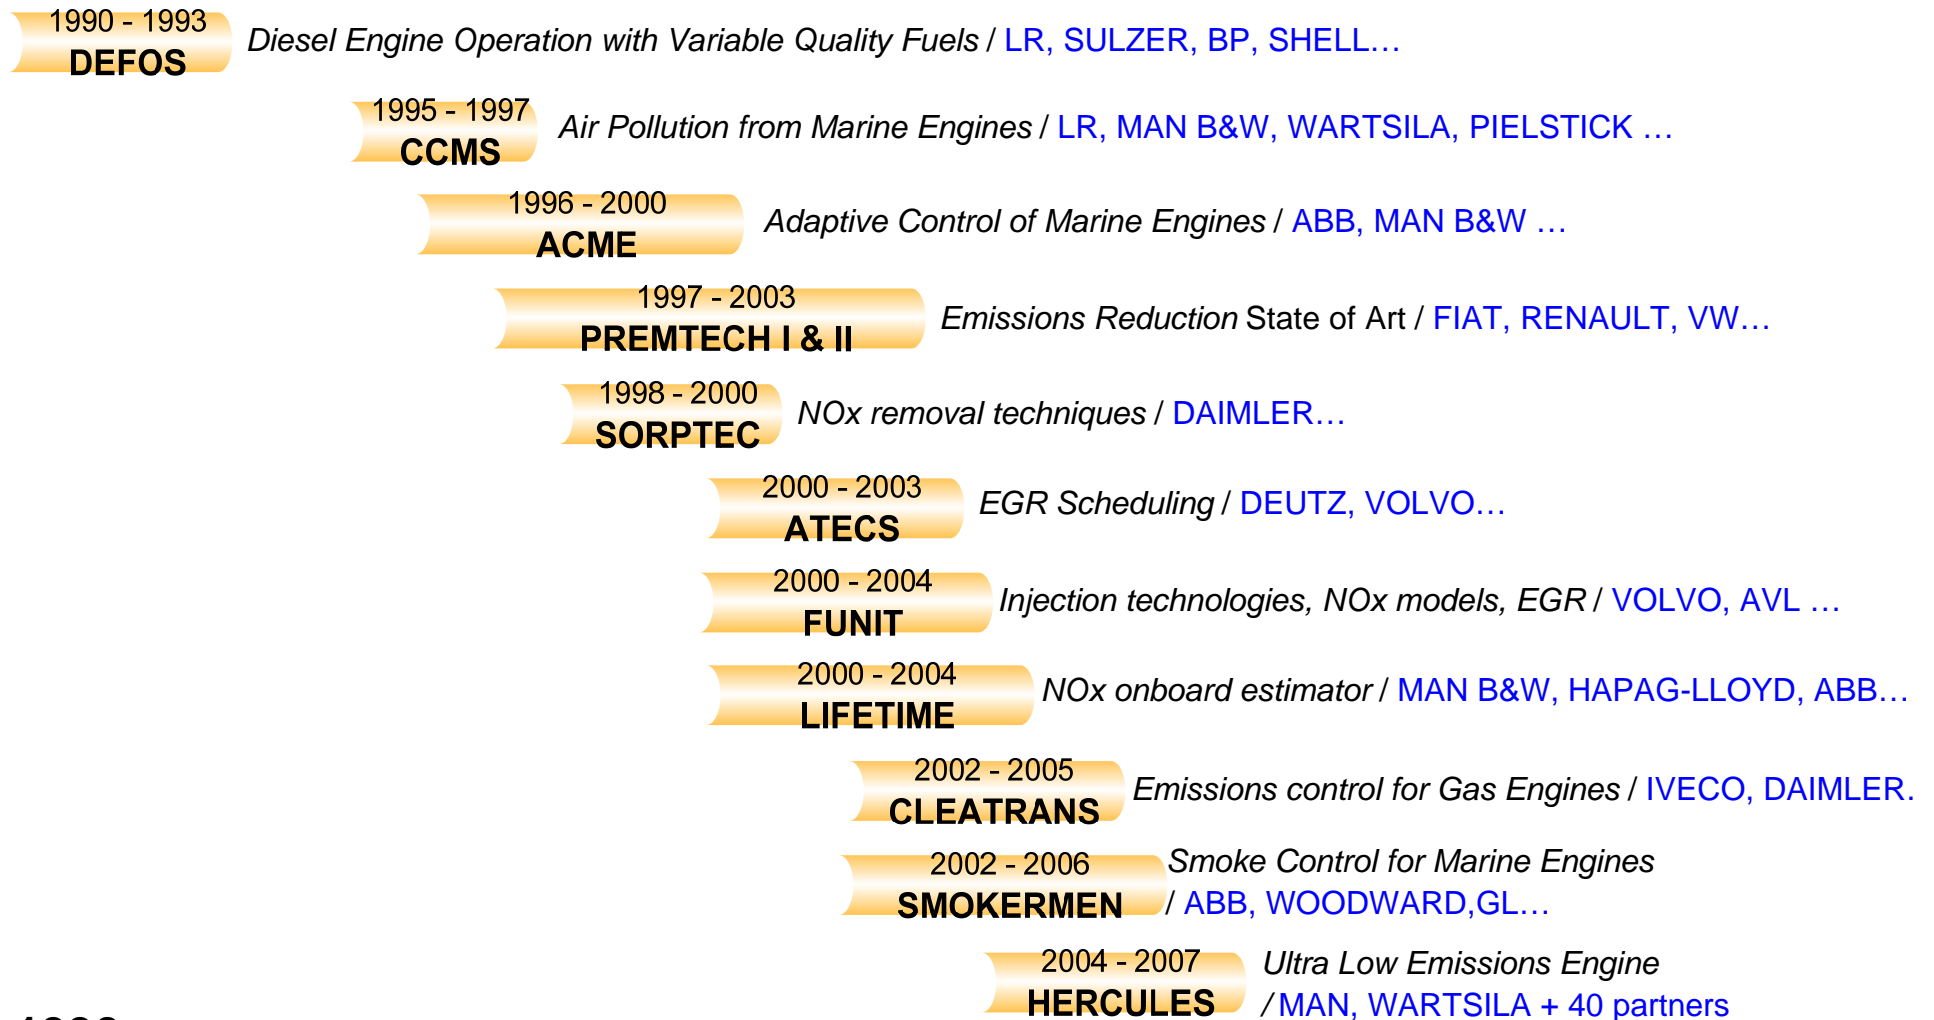 1990 - 1993
DEFOS
Diesel Engine Operation with Variable Quality Fuels / LR, SULZER, BP, SHELL…
1995 - 1997
CCMS
Air Pollution from Marine Engines / LR, MAN B&W, WARTSILA, PIELSTICK …
1996 - 2000
ACME
Adaptive Control of Marine Engines / ABB, MAN B&W …
1997 - 2003
PREMTECH I & II
Emissions Reduction State of Art / FIAT, RENAULT, VW…
1998 - 2000
SORPTEC
NOx removal techniques / DAIMLER…
2000 - 2003
ATECS
EGR Scheduling / DEUTZ, VOLVO…
2000 - 2004
FUNIT
Injection technologies, NOx models, EGR / VOLVO, AVL …
2000 - 2004
LIFETIME
NOx onboard estimator / MAN B&W, HAPAG-LLOYD, ABB…
2002 - 2005
CLEATRANS
Emissions control for Gas Engines / IVECO, DAIMLER.
2002 - 2006
SMOKERMEN
Smoke Control for Marine Engines
/ ABB, WOODWARD,GL…
2004 - 2007
HERCULES
Ultra Low Emissions Engine
/ MAN, WARTSILA + 40 partners